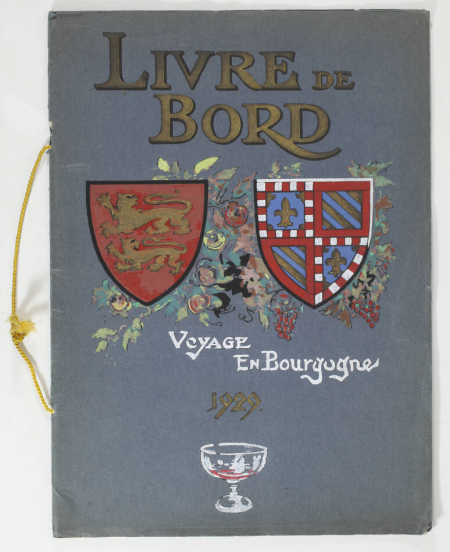 LIVRE DE
BORD
VOYAGE
EN Bourgogne
1929